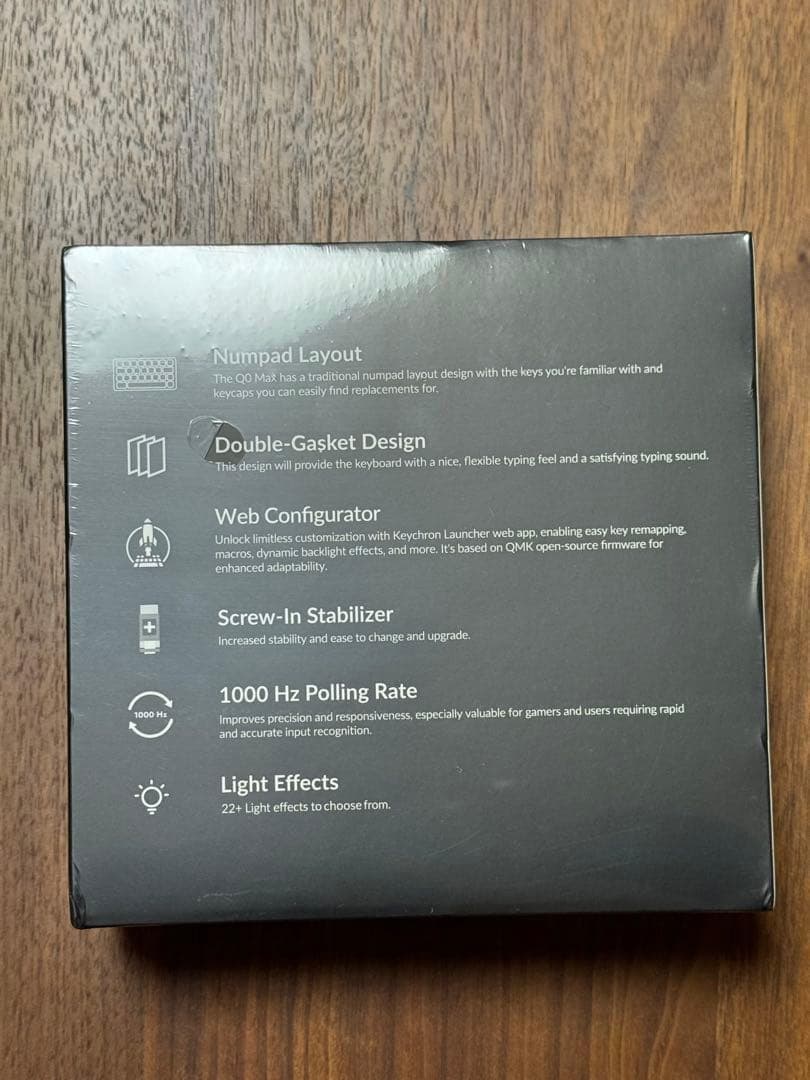 Numpad Layout
The Q0 Max has a traditional numpad layout design with the keys you're familiar with and
keycaps you can easily find replacements for.
Double-Gasket Design
This design will provide the keyboard with a nice, flexible typing feel and a satisfying typing sound.
Web Configurator
Unlock limitless customization with Keychron Launcher web app, enabling easy key remapping,
macros, dynamic backlight effects, and more. It's based on QMK open-source firmware for
enhanced adaptability.
Screw-In Stabilizer
Increased stability and ease to change and upgrade.
1000 Hz
1000 Hz Polling Rate
Improves precision and responsiveness, especially valuable for gamers and users requiring rapid
and accurate input recognition.
Light Effects
22+ Light effects to choose from.